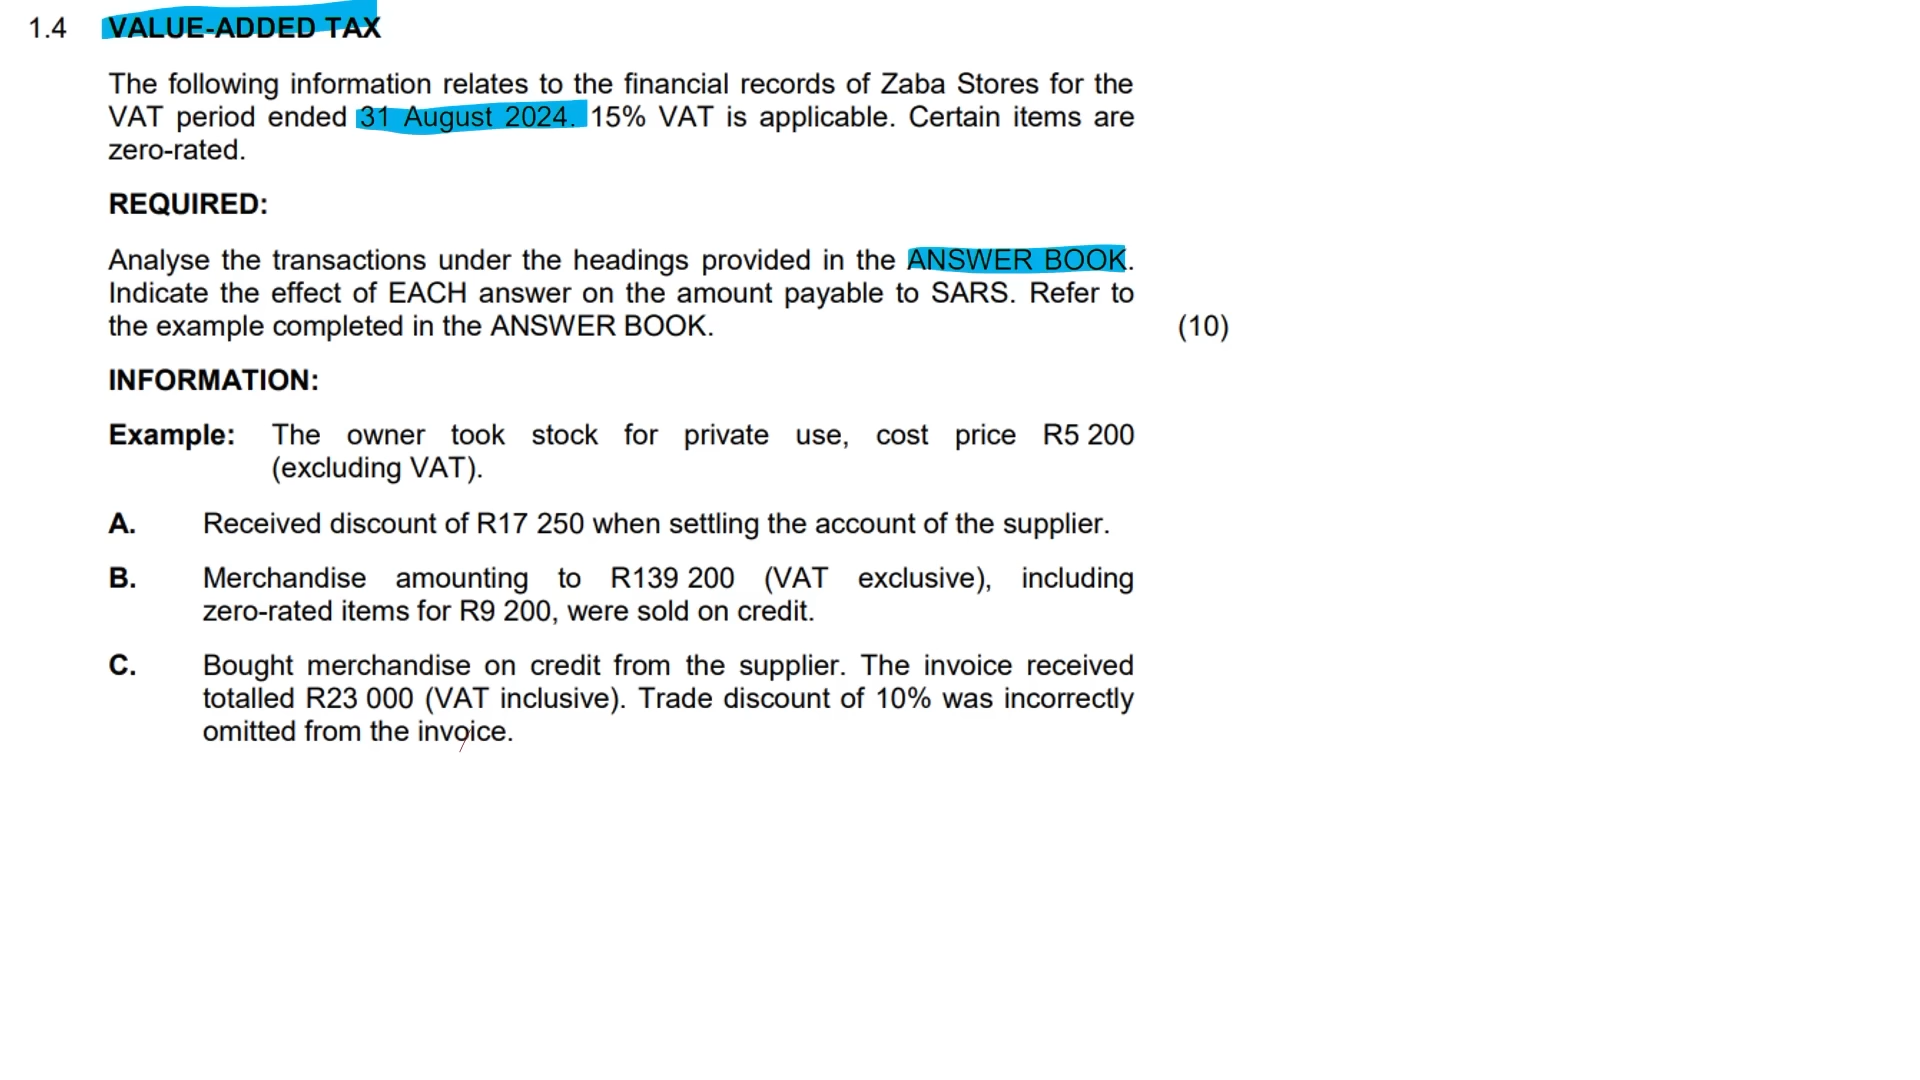 1.4 VALUE-ADDED TAX
The following information relates to the financial records of Zaba Stores for the
VAT period ended 31 August 2024. 15% VAT is applicable. Certain items are
zero-rated.
REQUIRED:
Analyse the transactions under the headings provided in the ANSWER BOOK.
Indicate the effect of EACH answer on the amount payable to SARS. Refer to
the example completed in the ANSWER BOOK. (10)
INFORMATION:
Example: The owner took stock for private use, cost price R5 200
(excluding VAT).
A. Received discount of R17 250 when settling the account of the supplier.
B. Merchandise amounting to R139 200 (VAT exclusive), including
zero-rated items for R9 200, were sold on credit.
C. Bought merchandise on credit from the supplier. The invoice received
totalled R23 000 (VAT inclusive). Trade discount of 10% was incorrectly
omitted from the invoice.